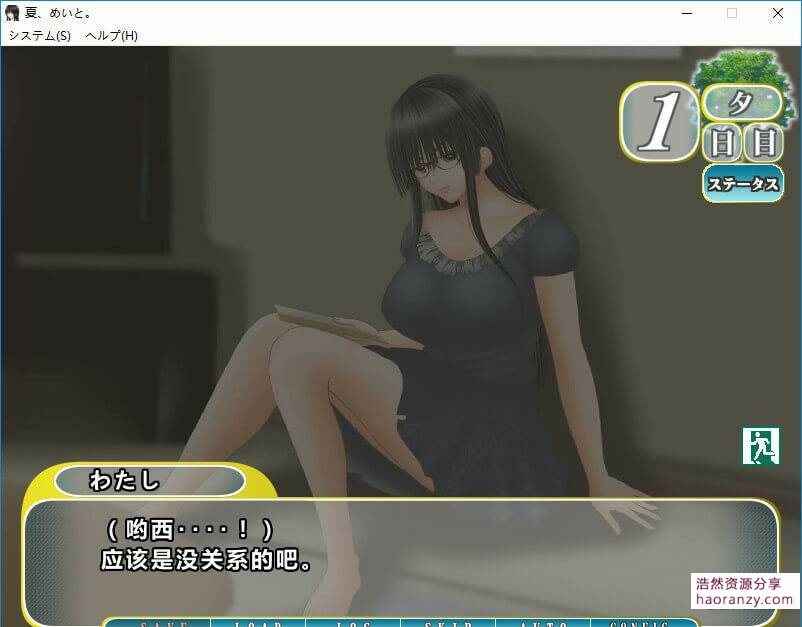 夏、めいと。
システム(S) ヘルプ(H)
1 夕
日目
ステータス
わたし
（哟西····！）
应该是没关系的吧。
浩然资源分享
haoranzy.com
SAVE LOAD LOG SKIP AUTO CONFIG